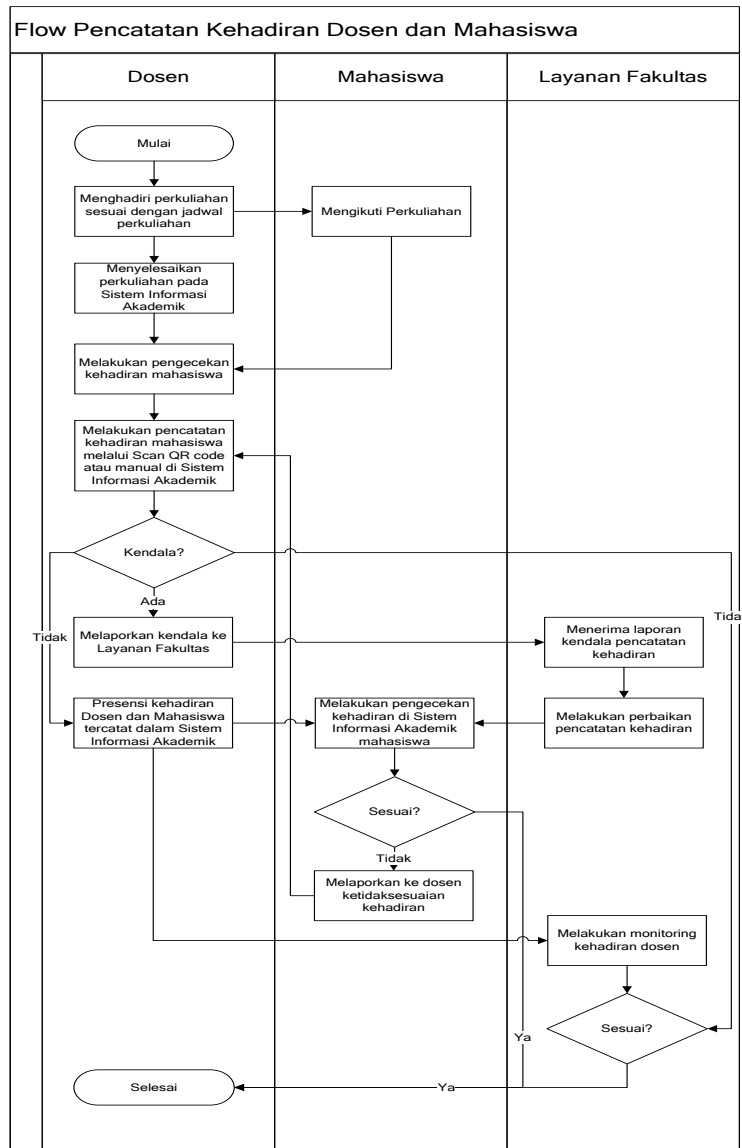 Flow Pencatatan Kehadiran Dosen dan Mahasiswa
Dosen
Mahasiswa
Layanan Fakultas
Mulai
Menghadiri perkuliahan
sesuai dengan jadwal
perkuliahan
Mengikuti Perkuliahan
Menyelesaikan
perkuliahan pada
Sistem Informasi
Akademik
Melakukan pengecekan
kehadiran mahasiswa
Melakukan pencatatan
kehadiran mahasiswa
melalui Scan QR code
atau manual di Sistem
Informasi Akademik
Kendala?
Ada
Tidak
Tida
Melaporkan kendala ke
Layanan Fakultas
Menerima laporan
kendala pencatatan
kehadiran
Presensi kehadiran
Dosen dan Mahasiswa
tercatat dalam Sistem
Informasi Akademik
Melakukan pengecekan
kehadiran di Sistem
Informasi Akademik
mahasiswa
Melakukan perbaikan
pencatatan kehadiran
Sesuai?
Tidak
Melaporkan ke dosen
ketidaksesuaian
kehadiran
Melakukan monitoring
kehadiran dosen
Sesuai?
Ya
Selesai
Ya